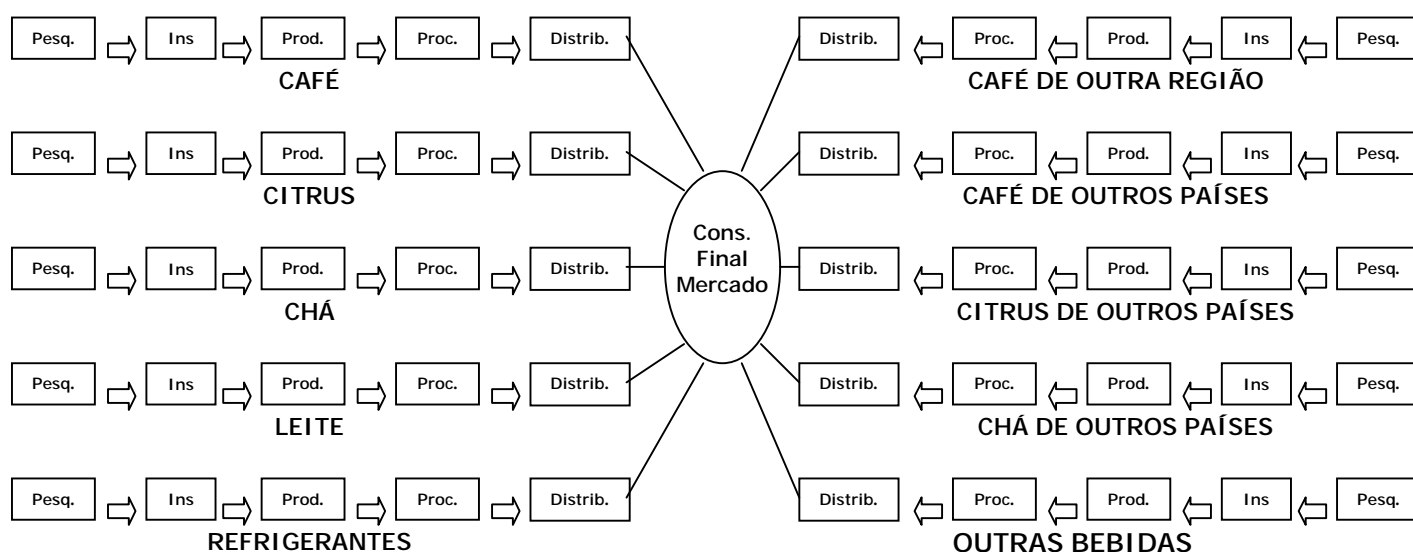 Pesq. Ins Prod. Proc. Distrib. Distrib. Proc. Prod. Ins Pesq.
CAFÉ CAFÉ DE OUTRA REGIÃO
Pesq. Ins Prod. Proc. Distrib. Distrib. Proc. Prod. Ins Pesq.
CITRUS CAFÉ DE OUTROS PAÍSES
Cons.
Final
Mercado
Pesq. Ins Prod. Proc. Distrib. Distrib. Proc. Prod. Ins Pesq.
CHÁ CITRUS DE OUTROS PAÍSES
Pesq. Ins Prod. Proc. Distrib. Distrib. Proc. Prod. Ins Pesq.
LEITE CHÁ DE OUTROS PAÍSES
Pesq. Ins Prod. Proc. Distrib. Distrib. Proc. Prod. Ins Pesq.
REFRIGERANTES OUTRAS BEBIDAS